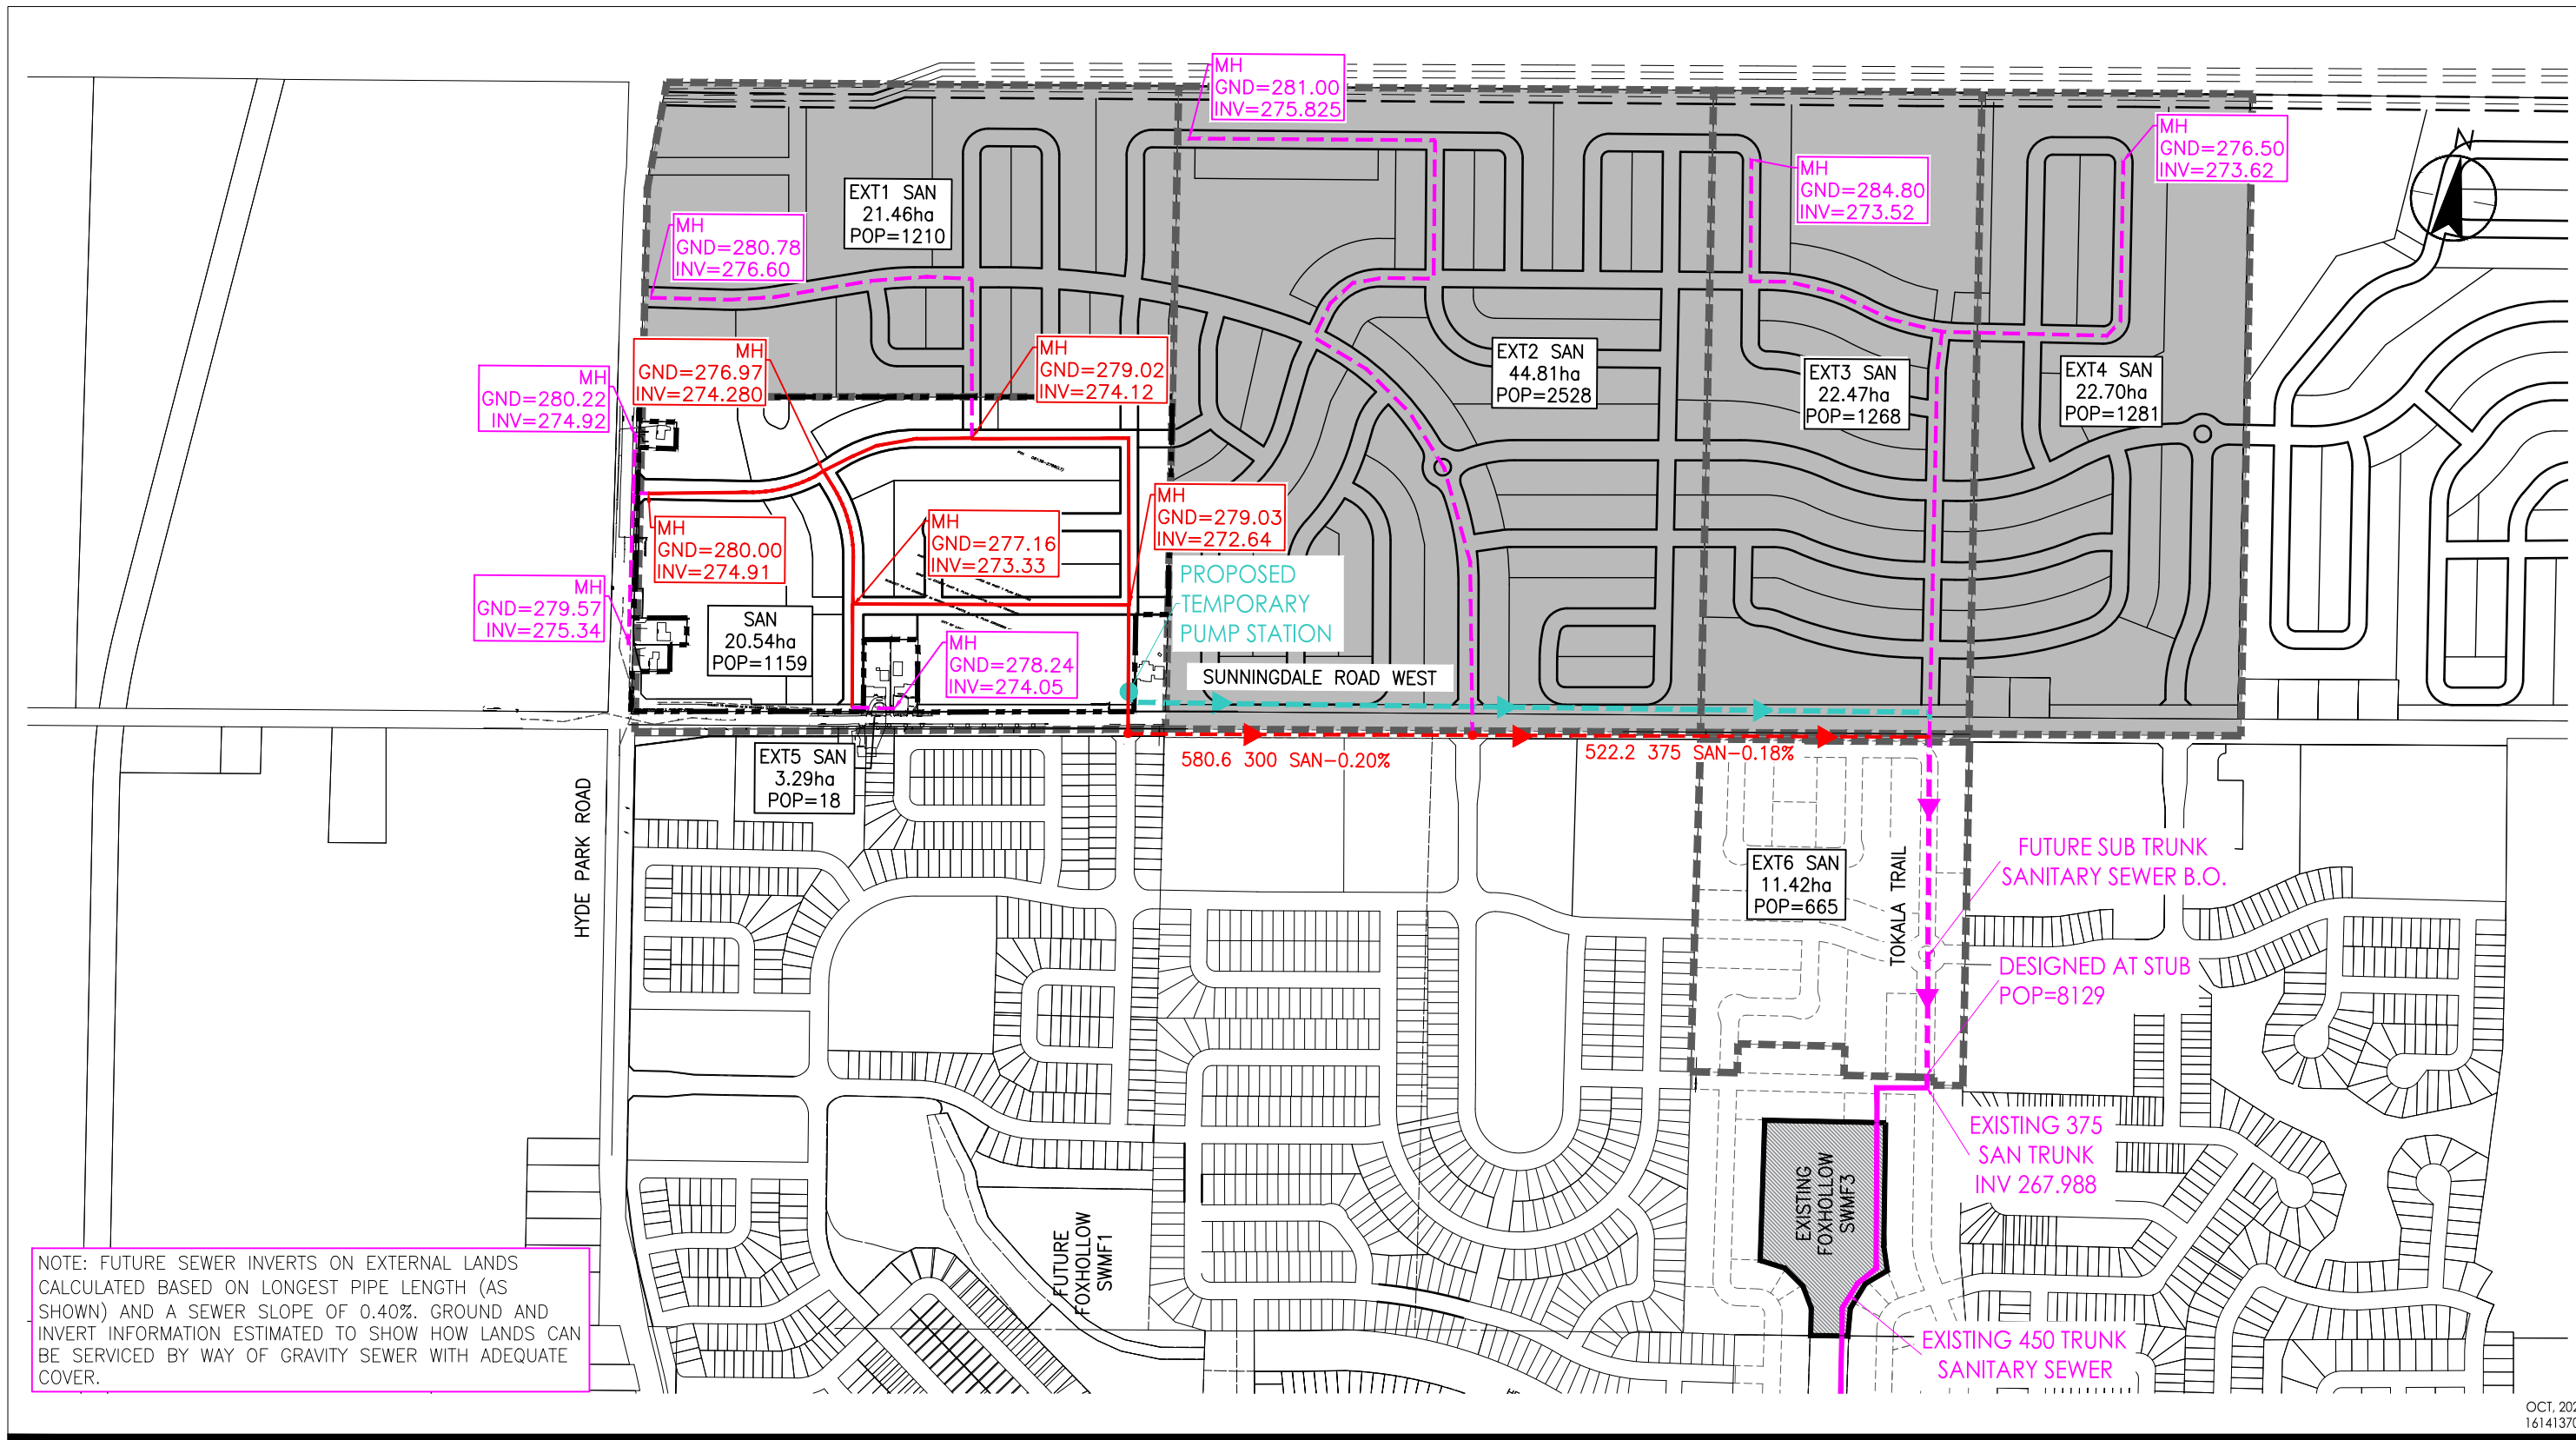 MH
GND=281.00
INV=275.825
MH
GND=276.50
INV=273.62
N
MH
GND=284.80
INV=273.52
EXT1 SAN
21.46ha
POP=1210
MH
GND=280.78
INV=276.60
MH
GND=276.97
INV=274.280
MH
GND=279.02
INV=274.12
EXT2 SAN
44.81ha
POP=2528
EXT3 SAN
22.47ha
POP=1268
EXT4 SAN
22.70ha
POP=1281
MH
GND=280.22
INV=274.92
MH
GND=280.00
INV=274.91
MH
GND=277.16
INV=273.33
MH
GND=279.03
INV=272.64
PROPOSED
TEMPORARY
PUMP STATION
MH
GND=279.57
INV=275.34
SAN
20.54ha
POP=1159
MH
GND=278.24
INV=274.05
SUNNINGDALE ROAD WEST
580.6 300 SAN-0.20%
522.2 375 SAN-0.18%
EXT5 SAN
3.29ha
POP=18
HYDE PARK ROAD
EXT6 SAN
11.42ha
POP=665
TOKALA TRAIL
FUTURE SUB TRUNK
SANITARY SEWER B.O.
DESIGNED AT STUB
POP=8129
EXISTING 375
SAN TRUNK
INV 267.988
EXISTING
FOXHOLLOW
SWMF3
FUTURE
FOXHOLLOW
SWMF1
EXISTING 450 TRUNK
SANITARY SEWER
NOTE: FUTURE SEWER INVERTS ON EXTERNAL LANDS
CALCULATED BASED ON LONGEST PIPE LENGTH (AS
SHOWN) AND A SEWER SLOPE OF 0.40%. GROUND AND
INVERT INFORMATION ESTIMATED TO SHOW HOW LANDS CAN
BE SERVICED BY WAY OF GRAVITY SEWER WITH ADEQUATE
COVER.
OCT, 202
16141370